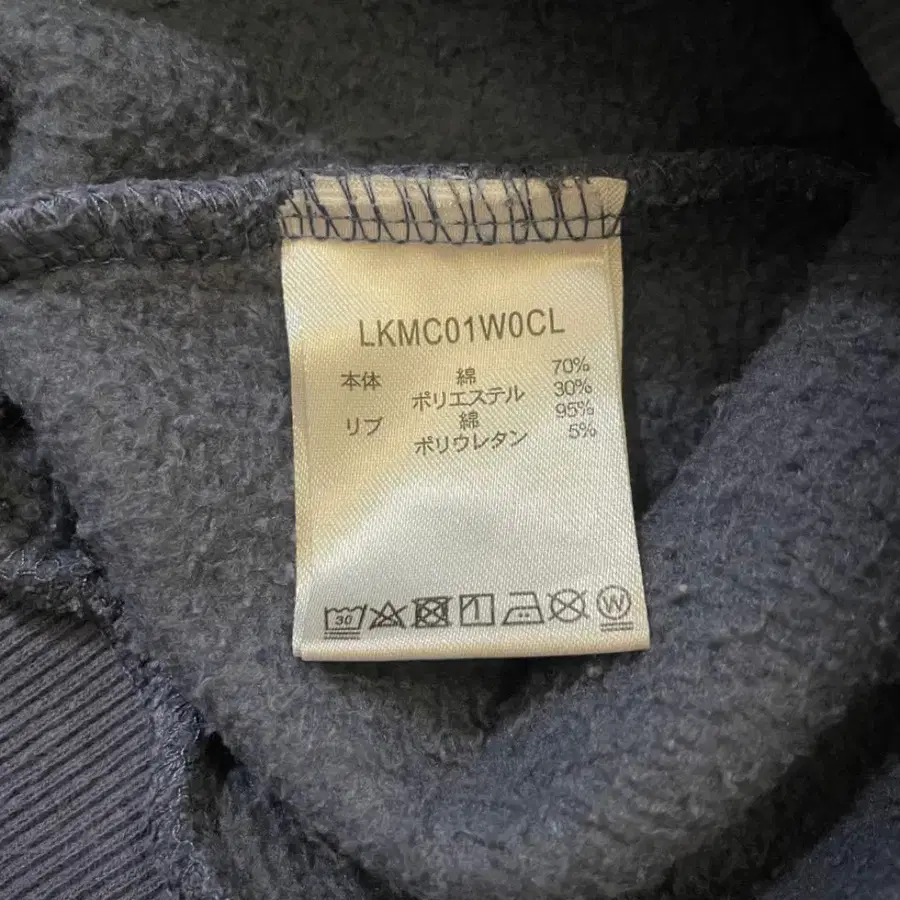 LKMC01W0CL
本体 綿 70%
ポリエステル 30%
リブ 綿 95%
ポリウレタン 5%
30
W